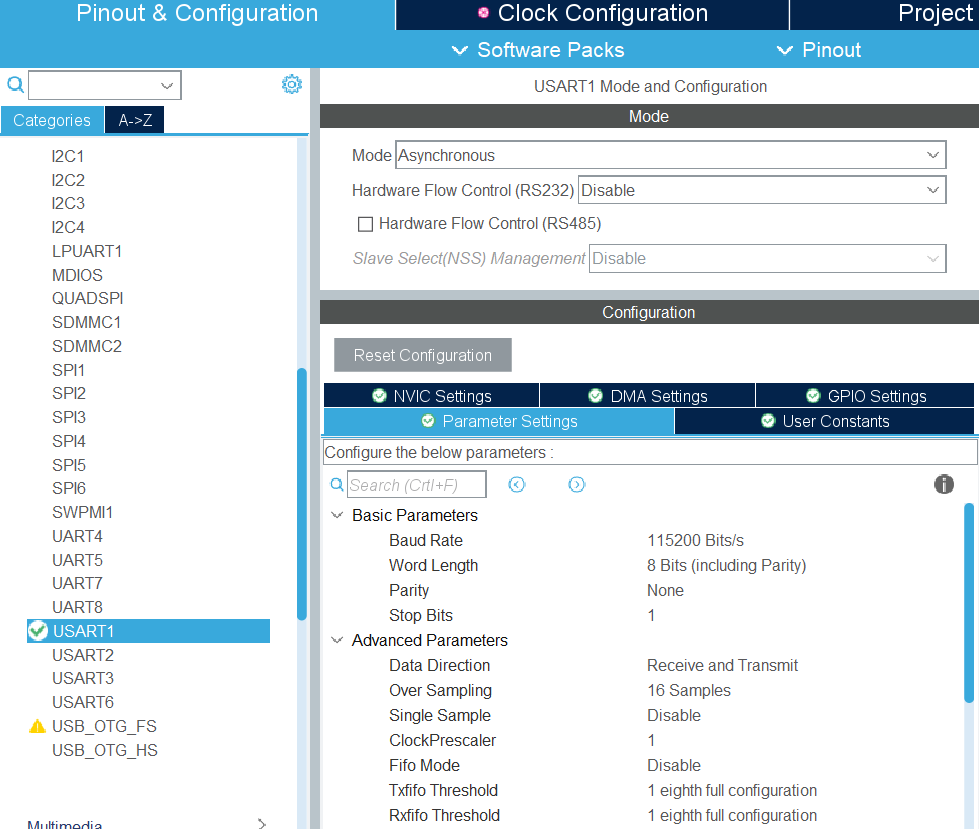 Pinout & Configuration
Clock Configuration
Project
Software Packs
Pinout
Categories
A->Z
I2C1
I2C2
I2C3
I2C4
LPUART1
MDIOS
QUADSPI
SDMMC1
SDMMC2
SPI1
SPI2
SPI3
SPI4
SPI5
SPI6
SWPMI1
UART4
UART5
UART7
UART8
USART1
USART2
USART3
USART6
USB_OTG_FS
USB_OTG_HS
Multimedia
USART1 Mode and Configuration
Mode
Mode Asynchronous
Hardware Flow Control (RS232) Disable
Hardware Flow Control (RS485)
Slave Select(NSS) Management Disable
Configuration
Reset Configuration
NVIC Settings
DMA Settings
GPIO Settings
Parameter Settings
User Constants
Configure the below parameters :
Search (Crtl+F)
Basic Parameters
Baud Rate 115200 Bits/s
Word Length 8 Bits (including Parity)
Parity None
Stop Bits 1
Advanced Parameters
Data Direction Receive and Transmit
Over Sampling 16 Samples
Single Sample Disable
ClockPrescaler 1
Fifo Mode Disable
Txfifo Threshold 1 eighth full configuration
Rxfifo Threshold 1 eighth full configuration